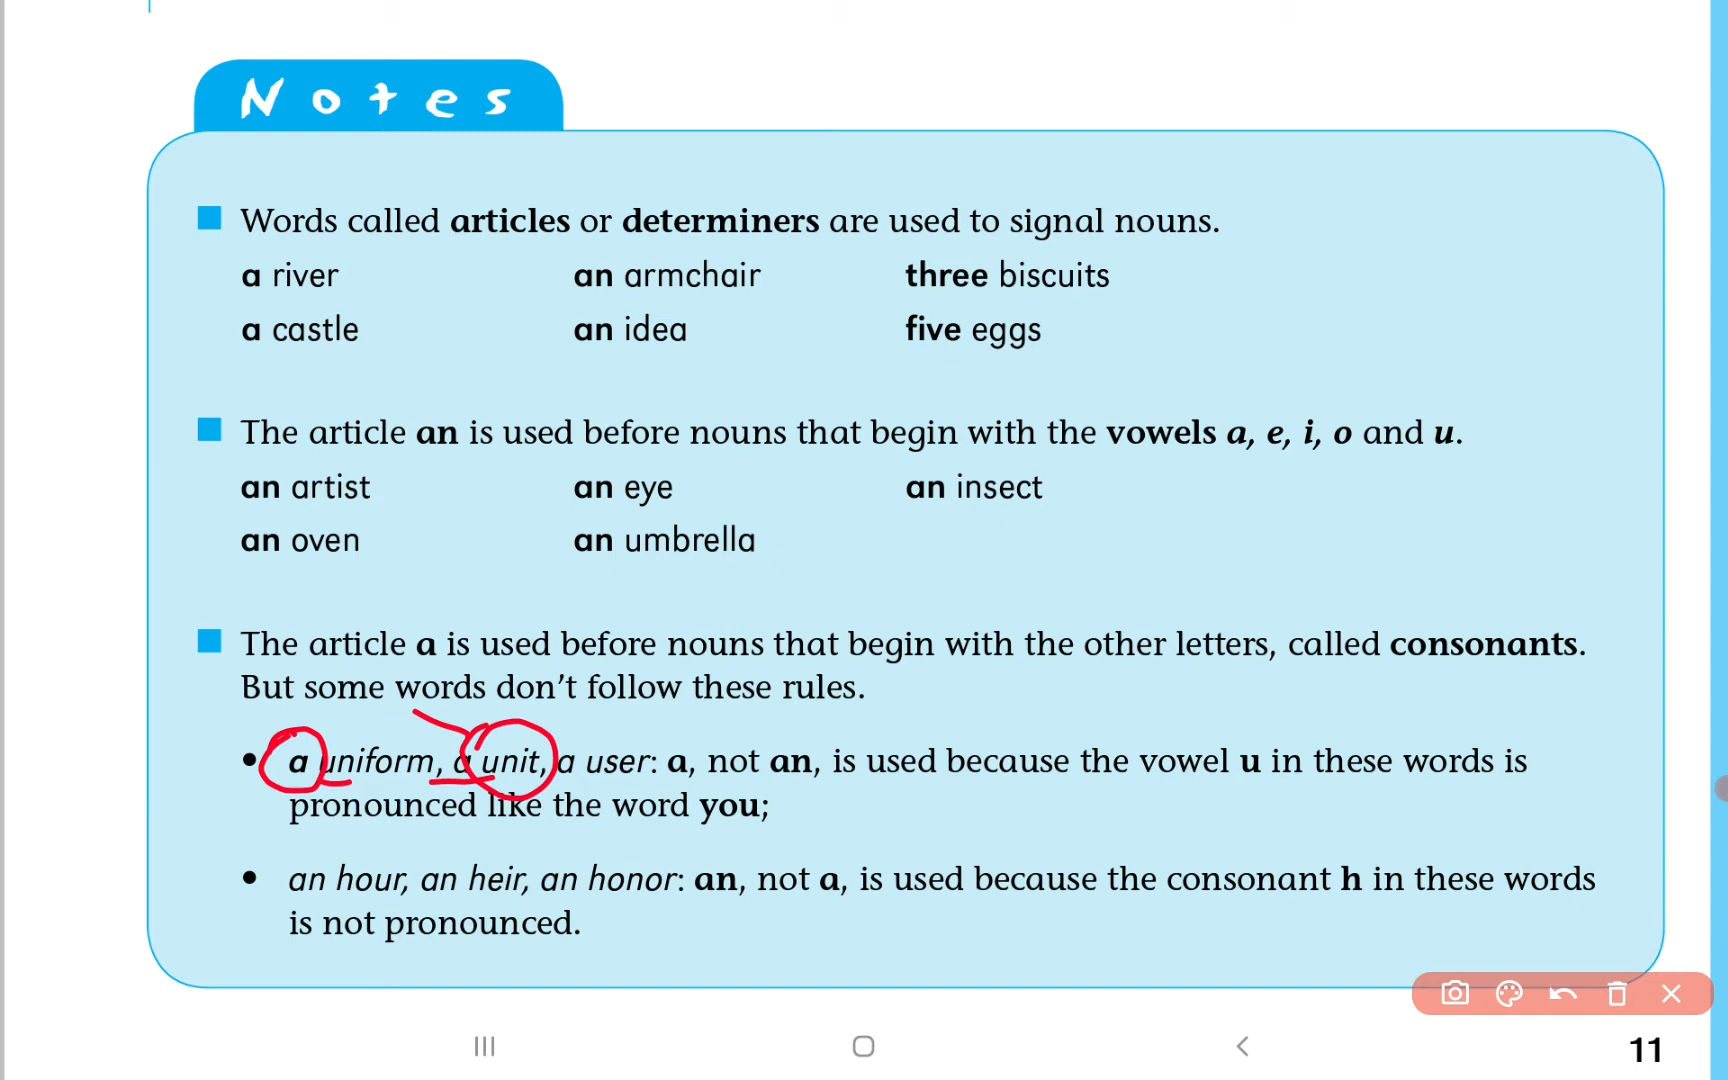 Notes
Words called articles or determiners are used to signal nouns.
a river an armchair three biscuits
a castle an idea five eggs
The article an is used before nouns that begin with the vowels a, e, i, o and u.
an artist an eye an insect
an oven an umbrella
The article a is used before nouns that begin with the other letters, called consonants.
But some words don't follow these rules.
• a uniform, a unit, a user: a, not an, is used because the vowel u in these words is
pronounced like the word you;
• an hour, an heir, an honor: an, not a, is used because the consonant h in these words
is not pronounced.
11